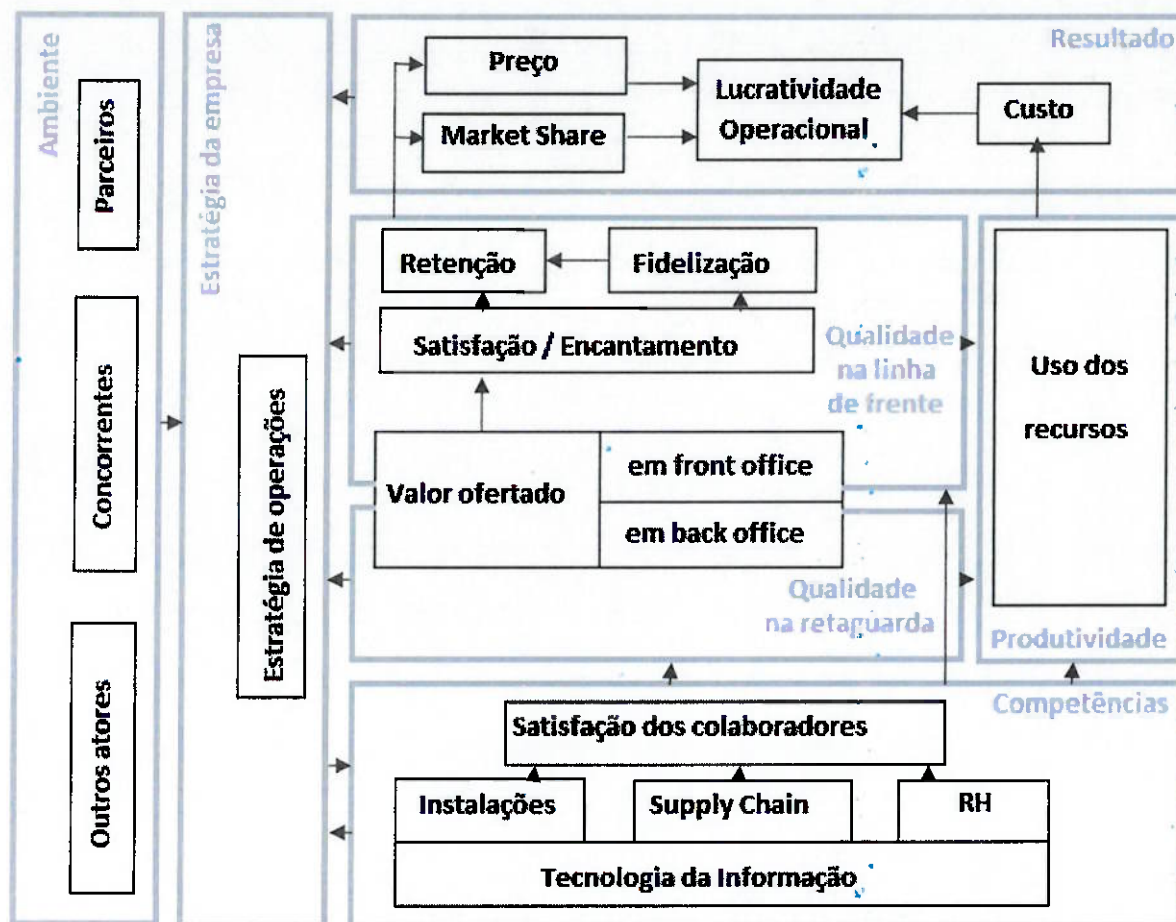 Ambiente
Parceiros
Concorrentes
Outros atores
Estratégia da empresa
Estratégia de operações
Resultado
Preço
Market Share
Lucratividade
Operacional
Custo
Retenção
Fidelização
Satisfação / Encantamento
Qualidade
na linha
de frente
Valor ofertado
em front office
em back office
Qualidade
na retaguarda
Uso dos
recursos
Produtividade
Competências
Satisfação dos colaboradores
Instalações
Supply Chain
RH
Tecnologia da Informação